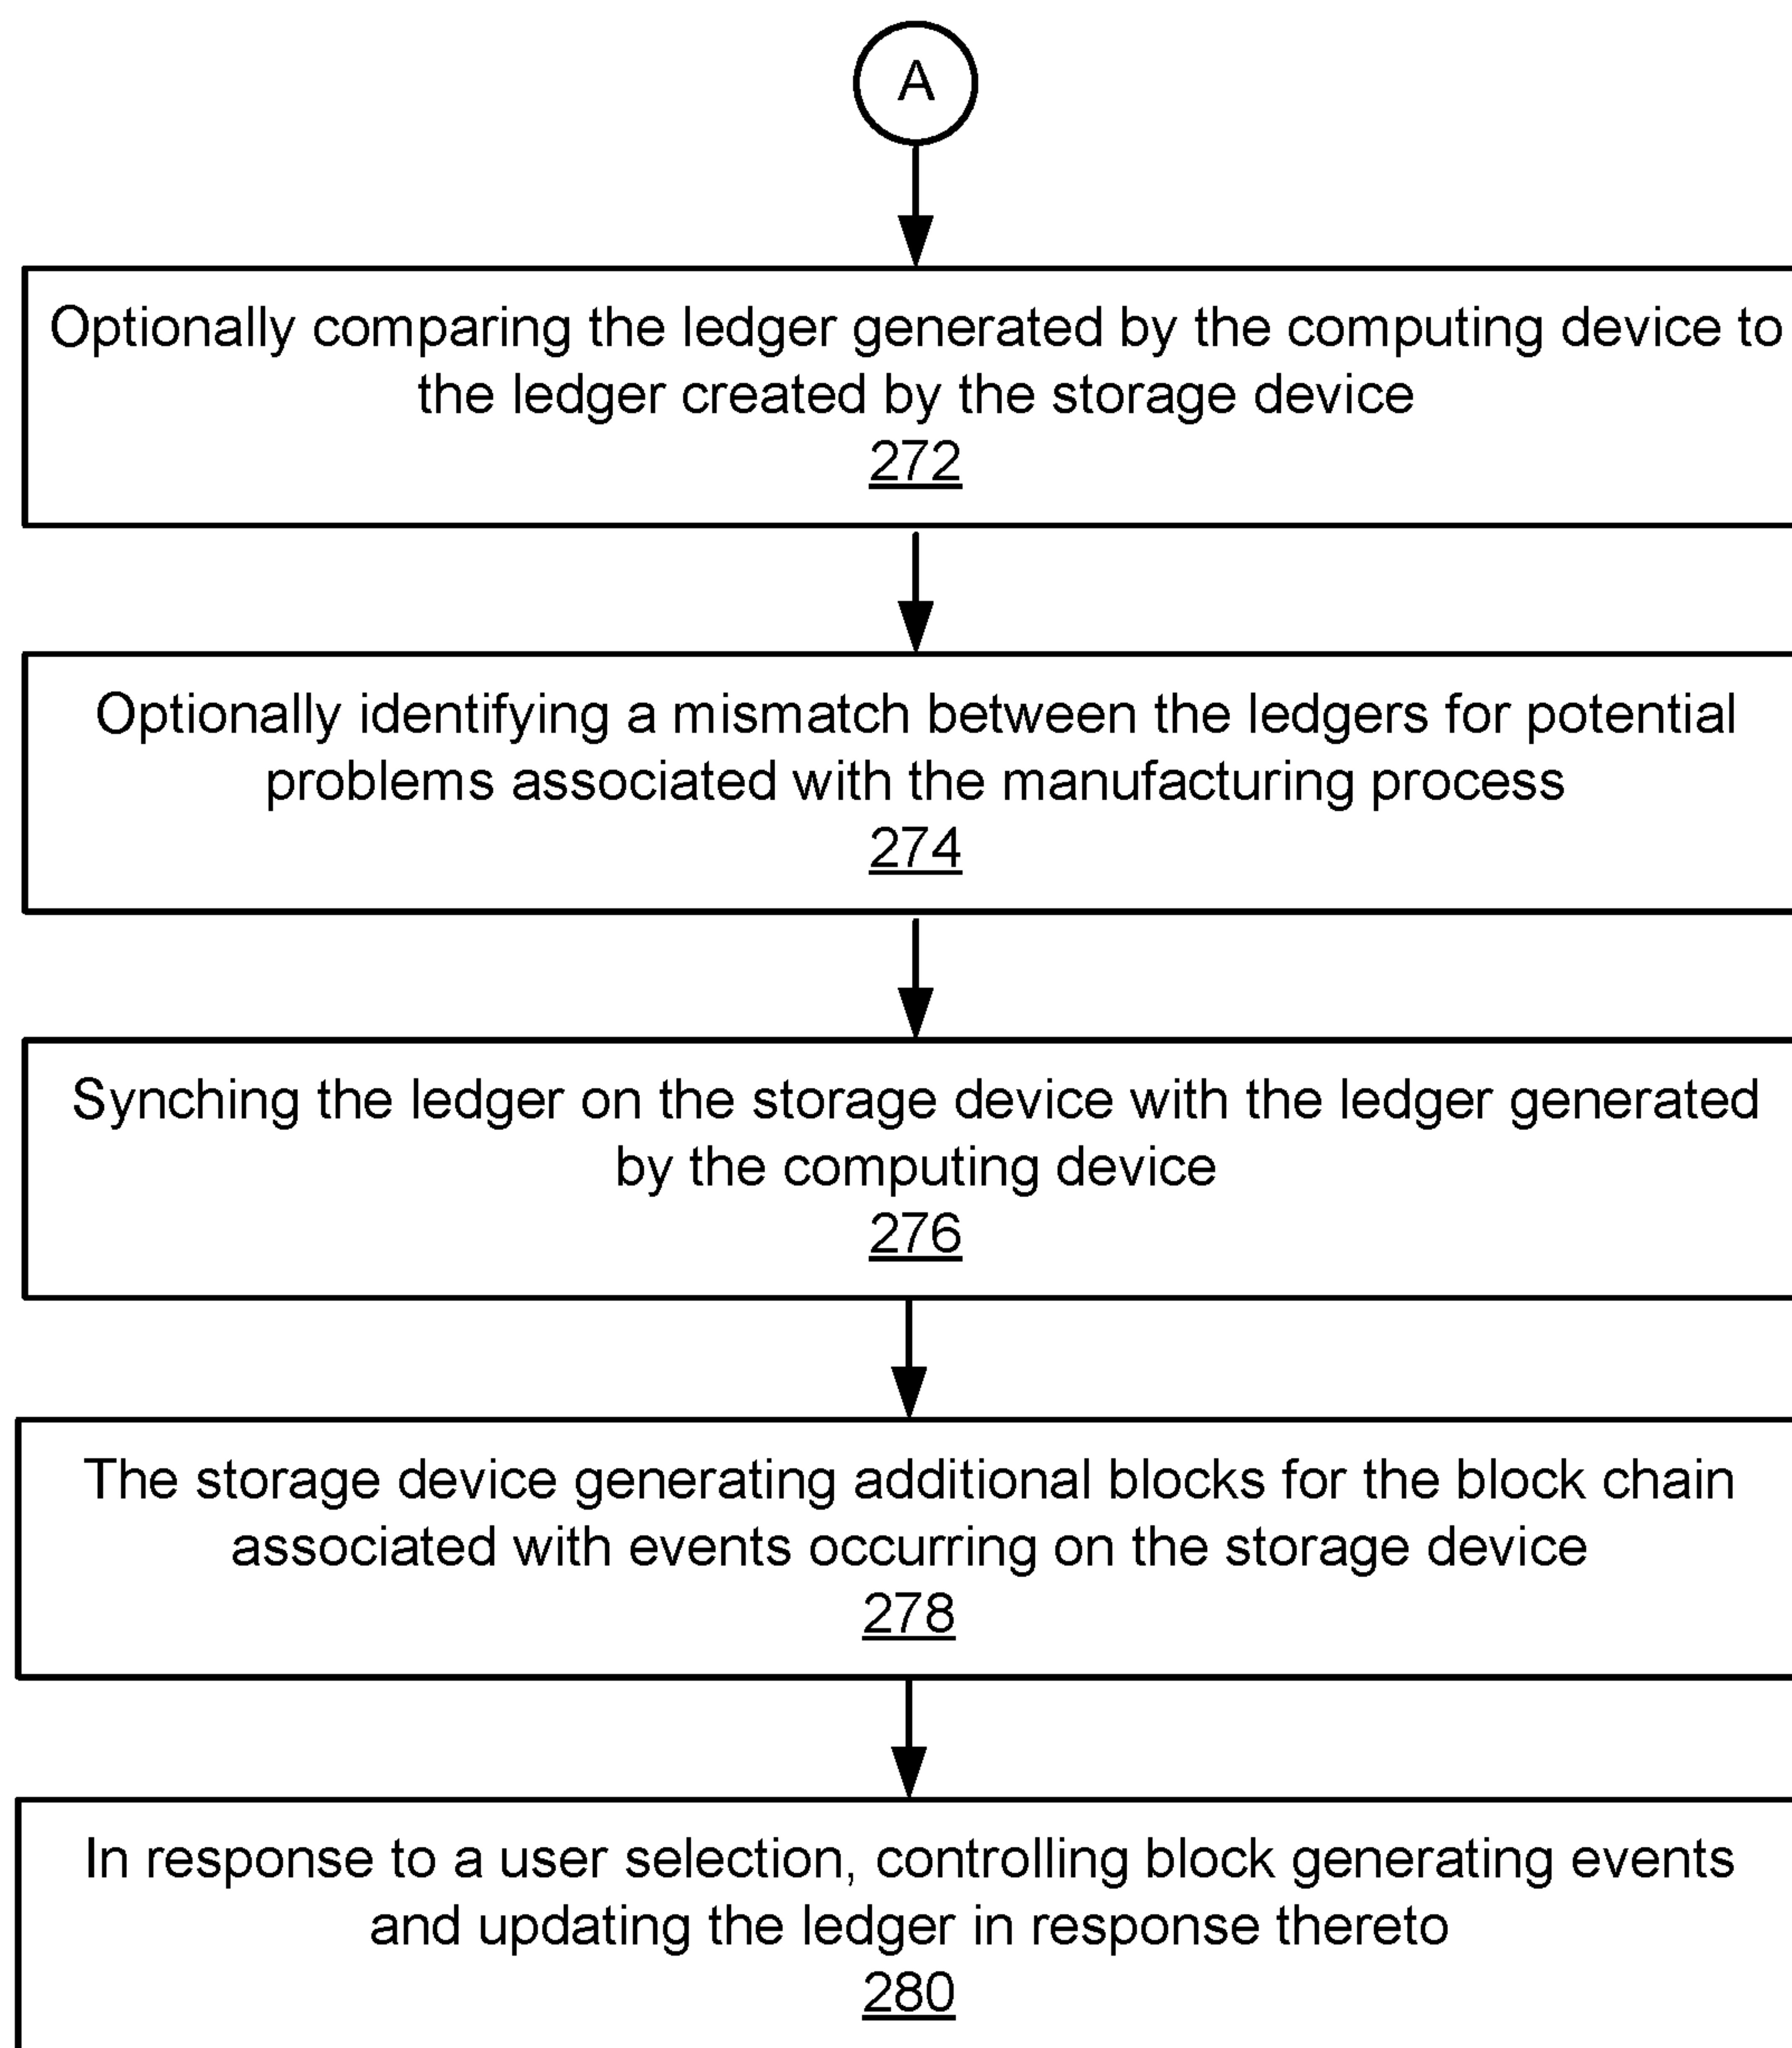 A
Optionally comparing the ledger generated by the computing device to
the ledger created by the storage device
272
Optionally identifying a mismatch between the ledgers for potential
problems associated with the manufacturing process
274
Synching the ledger on the storage device with the ledger generated
by the computing device
276
The storage device generating additional blocks for the block chain
associated with events occurring on the storage device
278
In response to a user selection, controlling block generating events
and updating the ledger in response thereto
280